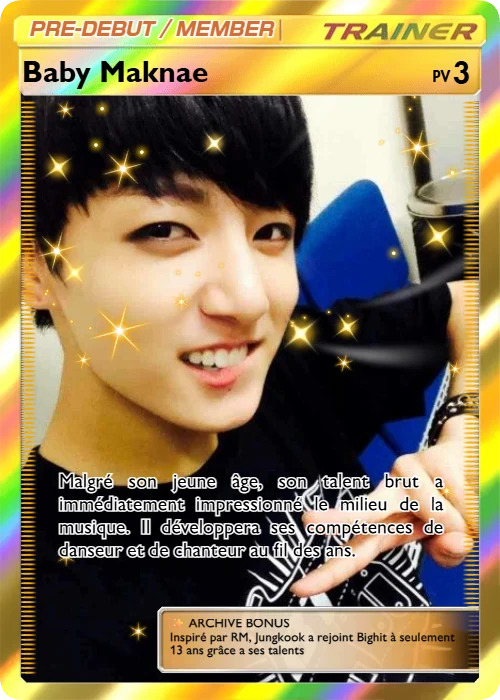 PRE-DEBUT / MEMBER TRAINER
Baby Maknae PV 3
Malgré son jeune âge, son talent brut a
immédiatement impressionné le milieu de la
musique. Il développera ses compétences de
danseur et de chanteur au fil des ans.
ARCHIVE BONUS
Inspiré par RM, Jungkook a rejoint Bighit à seulement
13 ans grâce a ses talents